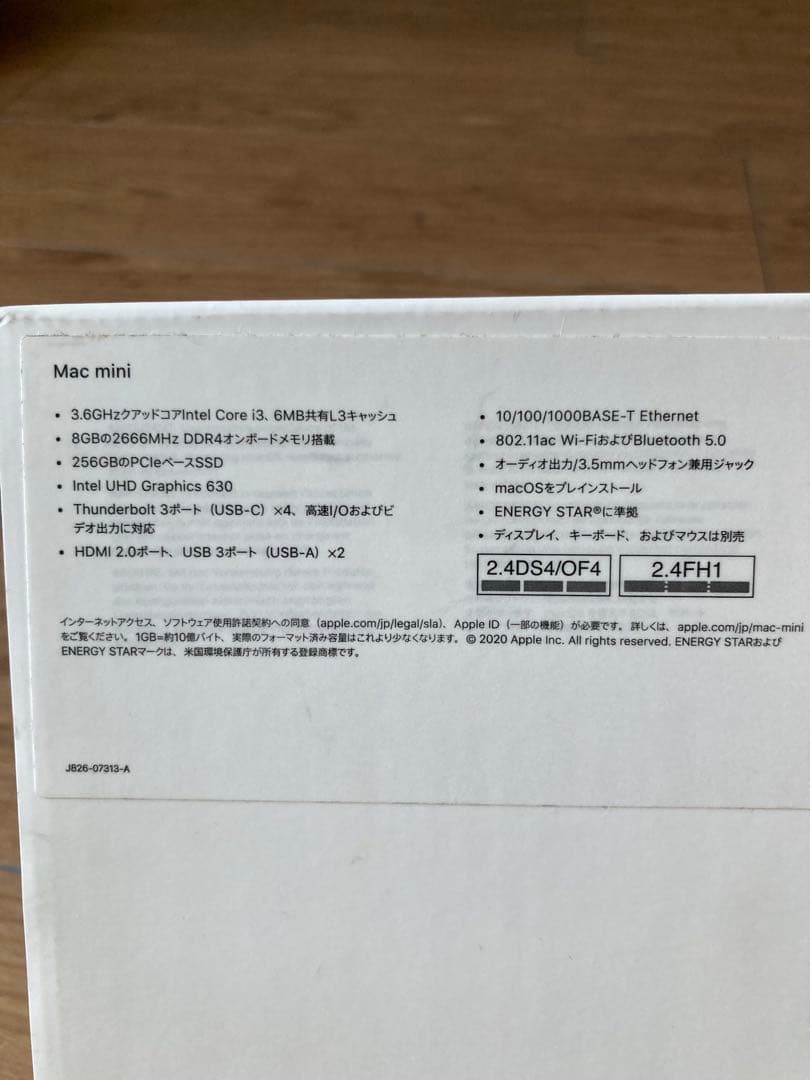 Mac mini
• 3.6GHzクアッドコアIntel Core i3、6MB共有L3キャッシュ
• 8GBの2666MHz DDR4オンボードメモリ搭載
• 256GBのPCIeベースSSD
• Intel UHD Graphics 630
• Thunderbolt 3ポート（USB-C）×4、高速I/Oおよびビ
デオ出力に対応
• HDMI 2.0ポート、USB 3ポート（USB-A）×2
• 10/100/1000BASE-T Ethernet
• 802.11ac Wi-FiおよびBluetooth 5.0
• オーディオ出力/3.5mmヘッドフォン兼用ジャック
• macOSをプレインストール
• ENERGY STAR®に準拠
• ディスプレイ、キーボード、およびマウスは別売
2.4DS4/OF4
2.4FH1
インターネットアクセス、ソフトウェア使用許諾契約への同意（apple.com/jp/legal/sla）、Apple ID（一部の機能）が必要です。詳しくは、apple.com/jp/mac-mini
をご覧ください。1GB=約10億バイト、実際のフォーマット済み容量はこれより少なくなります。© 2020 Apple Inc. All rights reserved. ENERGY STARおよび
ENERGY STARマークは、米国環境保護庁が所有する登録商標です。
JB26-07313-A